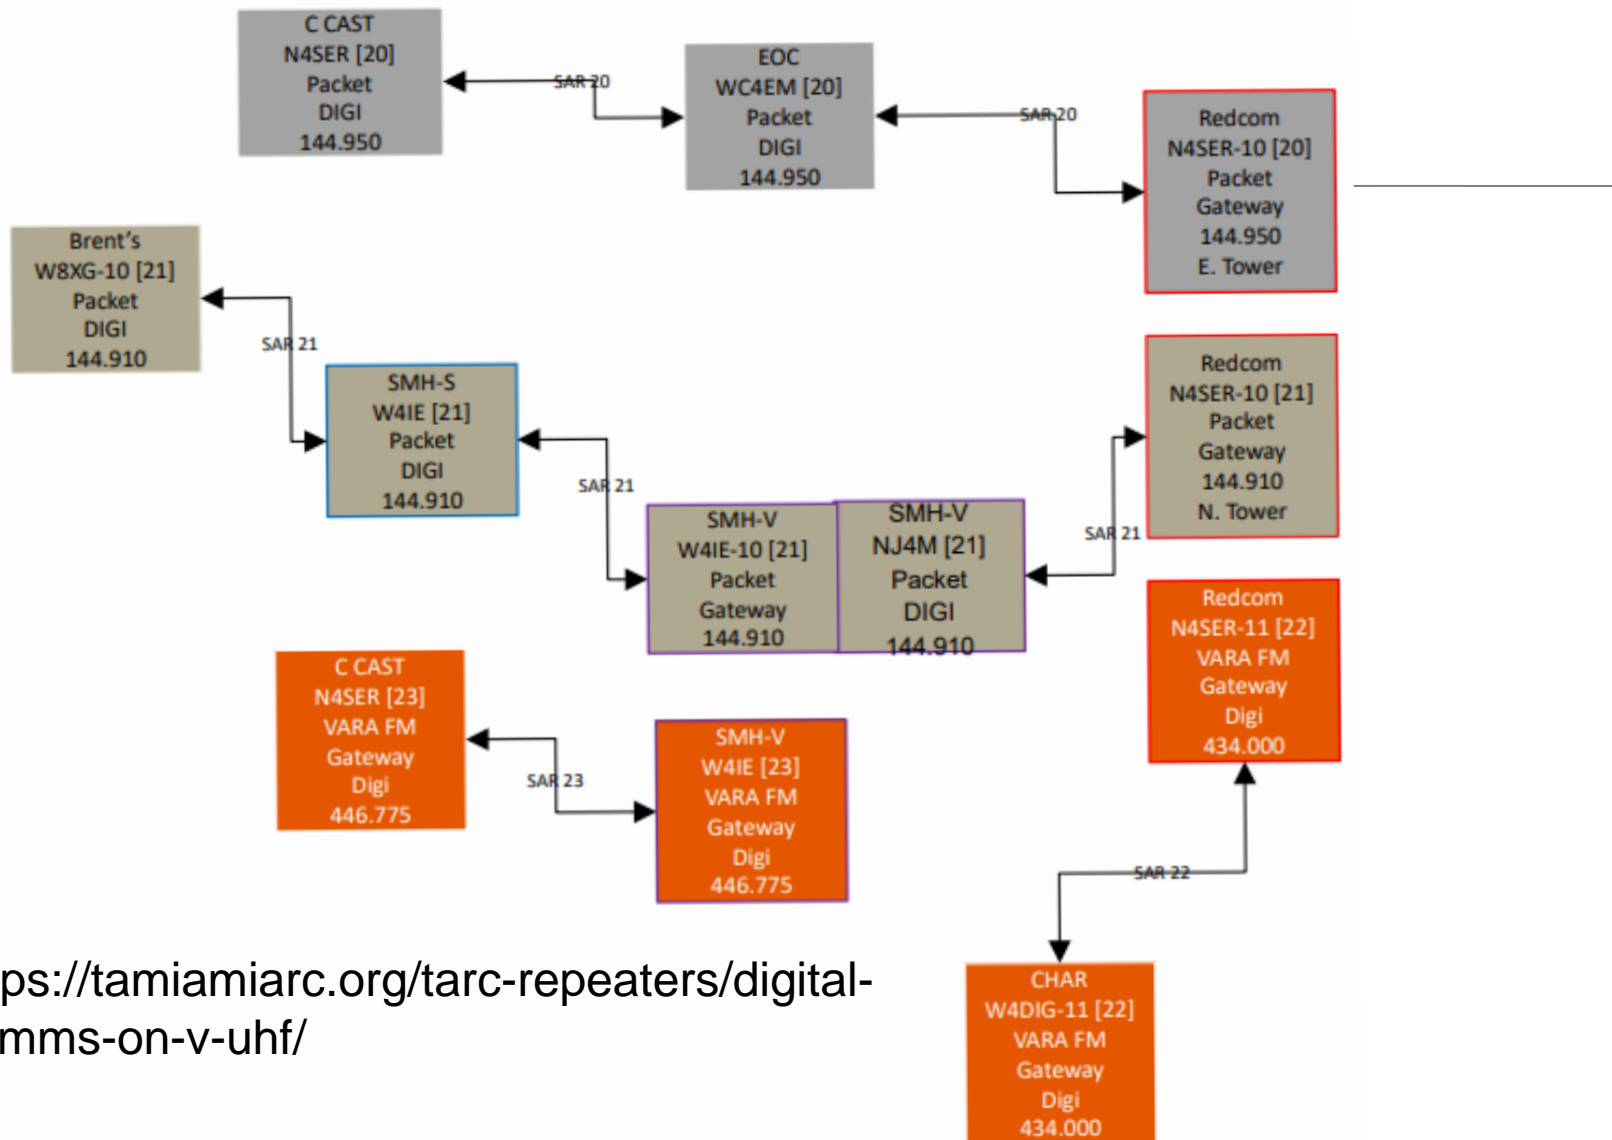 C CAST
N4SER [20]
Packet
DIGI
144.950
SAR 20
EOC
WC4EM [20]
Packet
DIGI
144.950
SAR 20
Redcom
N4SER-10 [20]
Packet
Gateway
144.950
E. Tower
Brent's
W8XG-10 [21]
Packet
DIGI
144.910
SAR 21
SMH-S
W4IE [21]
Packet
DIGI
144.910
SAR 21
SMH-V
W4IE-10 [21]
Packet
Gateway
144.910
SMH-V
NJ4M [21]
Packet
DIGI
144.910
SAR 21
Redcom
N4SER-10 [21]
Packet
Gateway
144.910
N. Tower
C CAST
N4SER [23]
VARA FM
Gateway
Digi
446.775
SAR 23
SMH-V
W4IE [23]
VARA FM
Gateway
Digi
446.775
Redcom
N4SER-11 [22]
VARA FM
Gateway
Digi
434.000
SAR 22
CHAR
W4DIG-11 [22]
VARA FM
Gateway
Digi
434.000
ps://tamiamiarc.org/tarc-repeaters/digital-
mms-on-v-uhf/